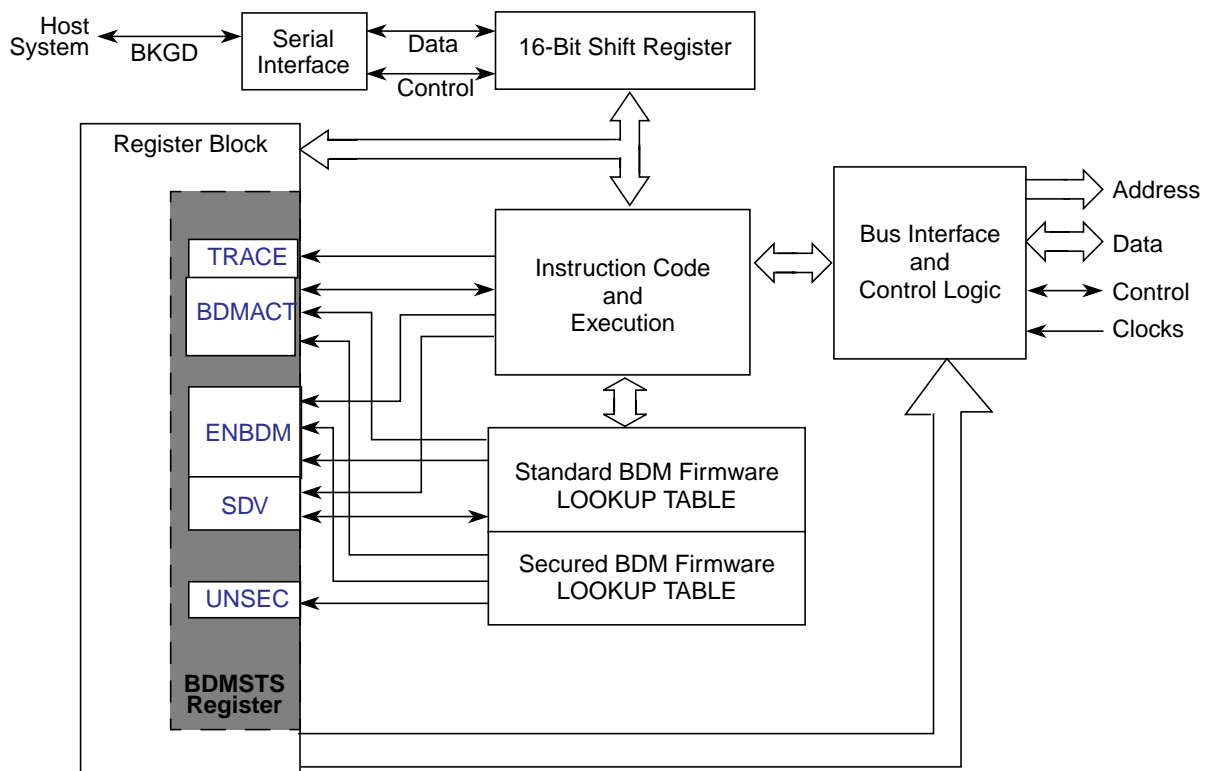 Host
System
BKGD
Serial
Interface
Data
Control
16-Bit Shift Register
Register Block
TRACE
BDMACT
ENBDM
SDV
UNSEC
BDMSTS
Register
Instruction Code
and
Execution
Standard BDM Firmware
LOOKUP TABLE
Secured BDM Firmware
LOOKUP TABLE
Bus Interface
and
Control Logic
Address
Data
Control
Clocks